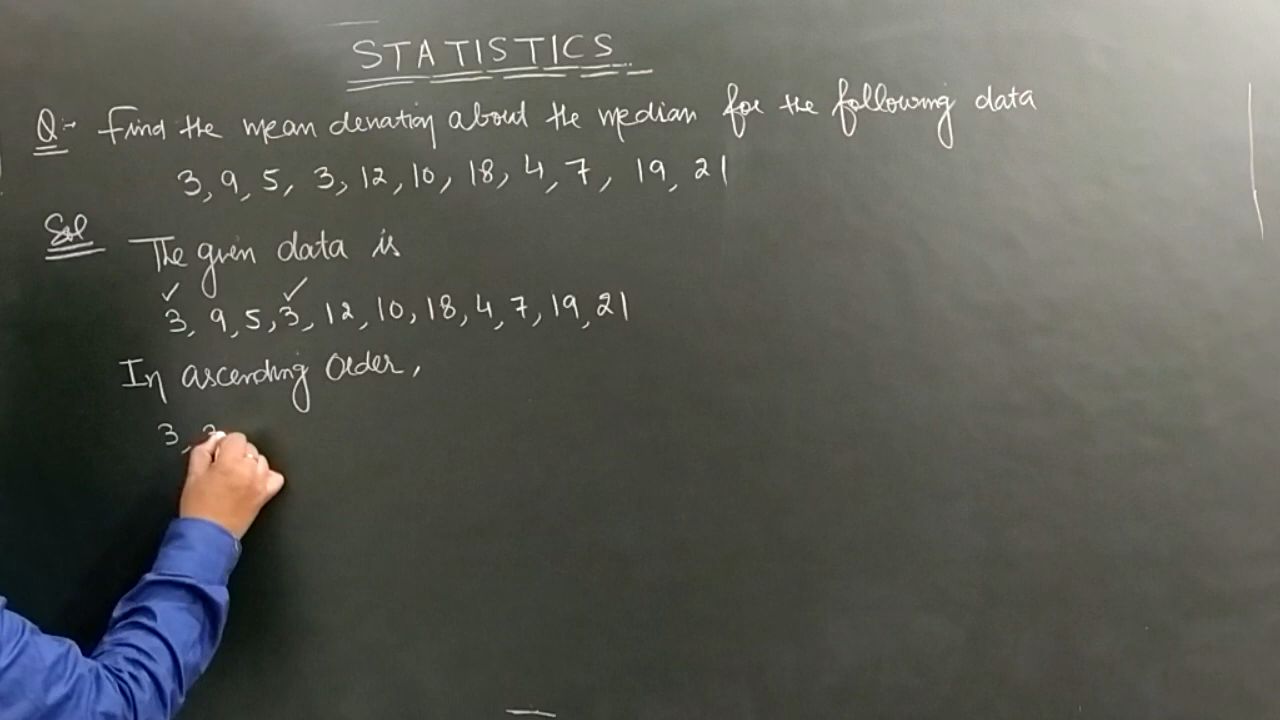 STATISTICS
Q:- Find the mean deviation about the median for the following data
3, 9, 5, 3, 12, 10, 18, 4, 7, 19, 21
Sol
The given data is
3, 9, 5, 3, 12, 10, 18, 4, 7, 19, 21
In ascending order,
3, 3